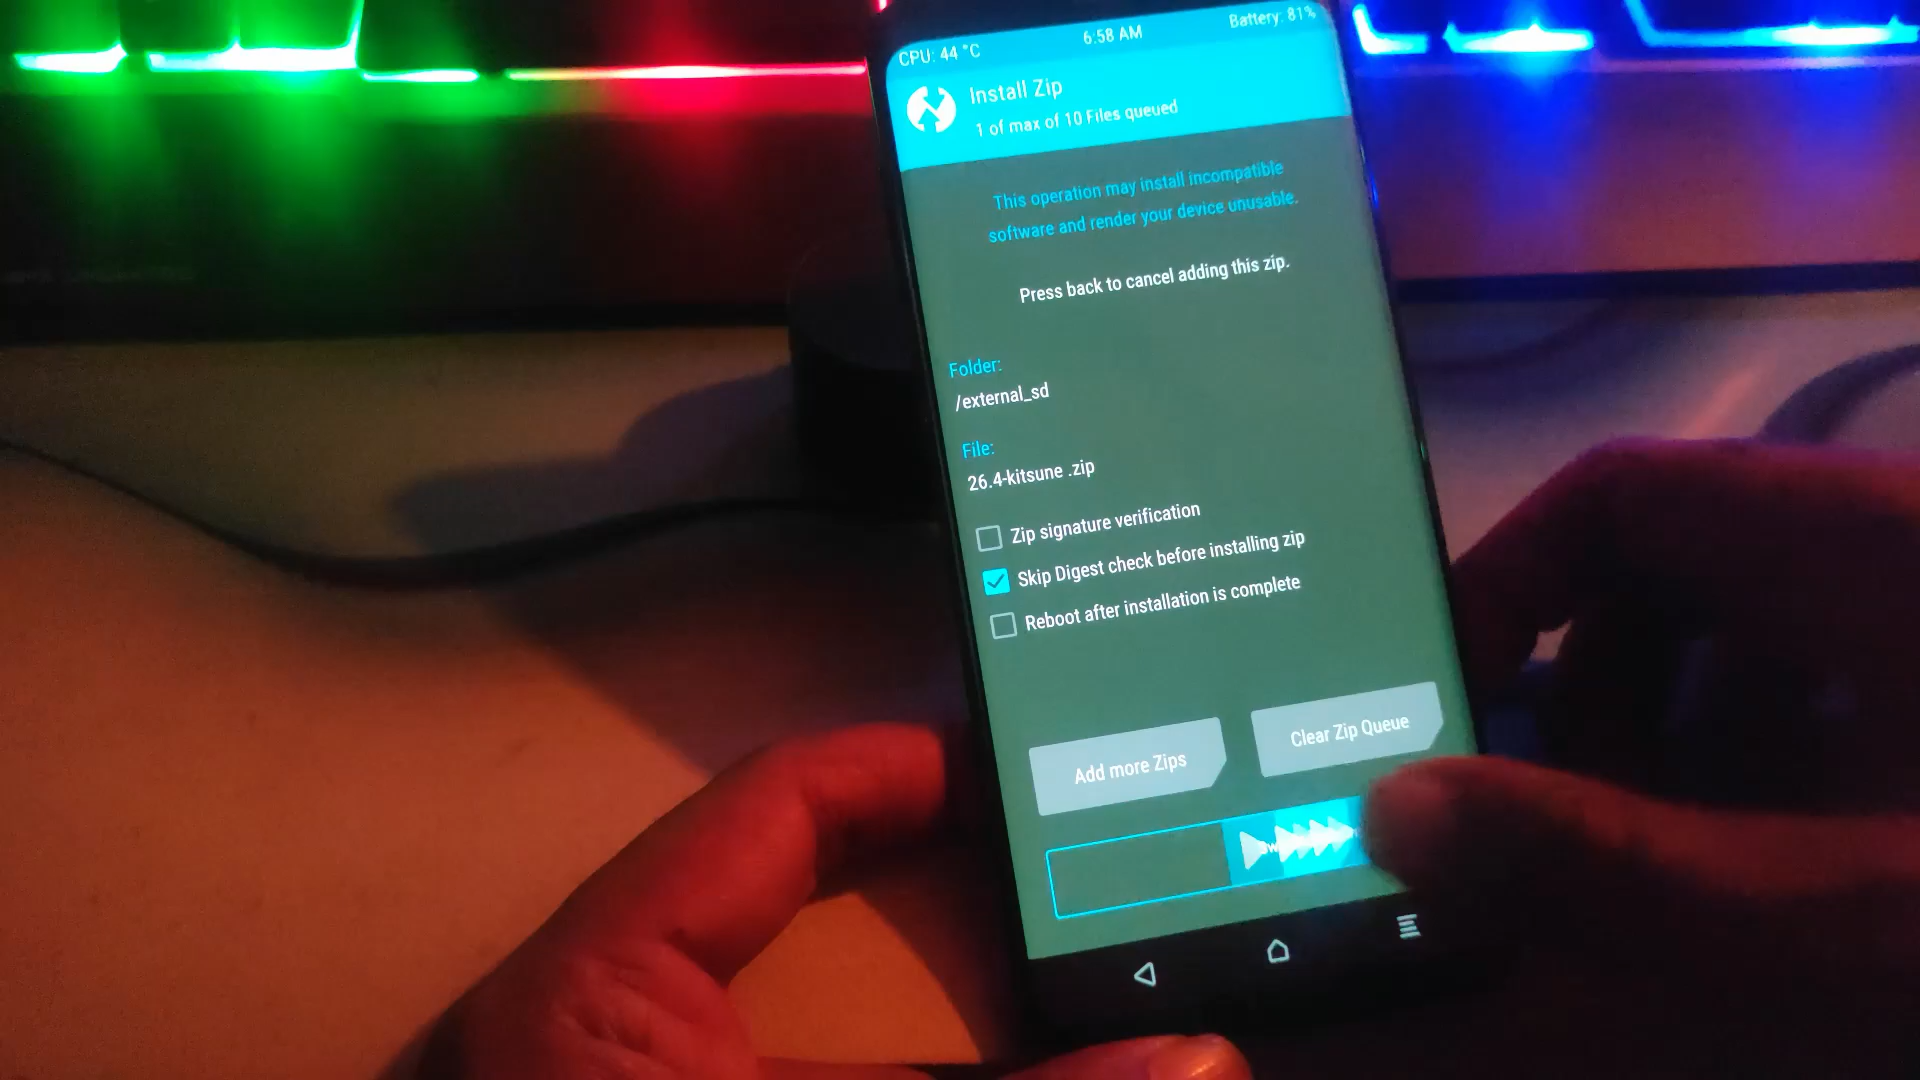 CPU: 44 °C
6:58 AM
Battery: 81%
Install Zip
1 of max of 10 Files queued
This operation may install incompatible
software and render your device unusable.
Press back to cancel adding this zip.
Folder:
/external_sd
File:
26.4-kitsune .zip
Zip signature verification
Skip Digest check before installing zip
Reboot after installation is complete
Add more Zips
Clear Zip Queue